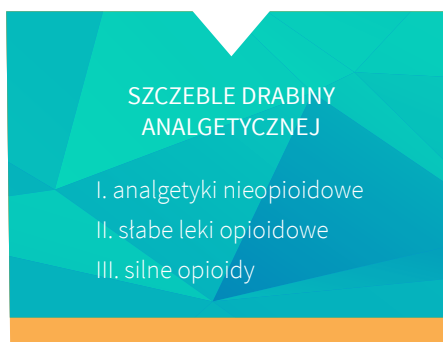 SZCZEBLE DRABINY
ANALGETYCZNEJ
I. analgetyki nieopioidowe
II. słabe leki opioidowe
III. silne opioidy